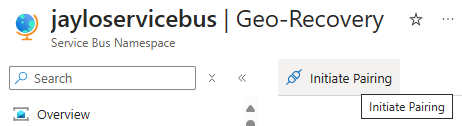 jayloservicebus | Geo-Recovery
Service Bus Namespace
Search
Initiate Pairing
Overview
Initiate Pairing